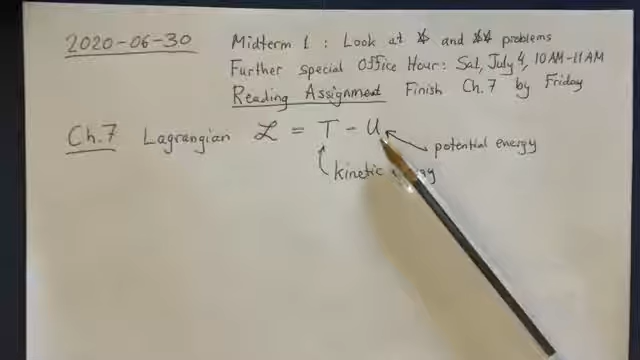 2020-06-30 Midterm 1 : Look at * and ** problems
Further special Office Hour: Sat, July 4, 10 AM-11 AM
Reading Assignment Finish Ch. 7 by Friday
Ch. 7 Lagrangian ℒ = T - U
potential energy
kinetic